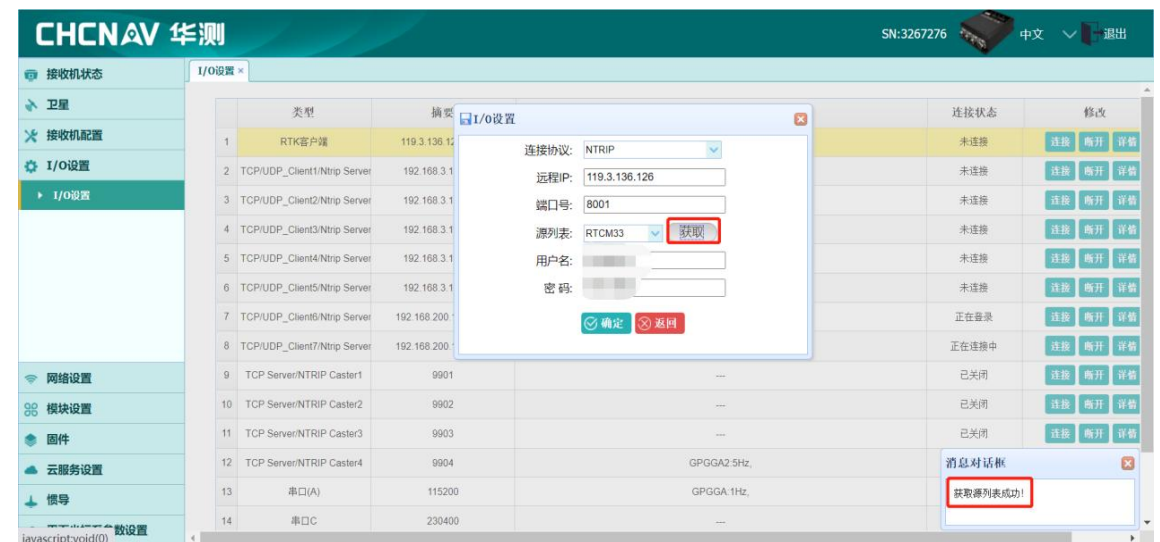 CHCNAV 华测
SN:3267276 中文 退出
接收机状态
卫星
接收机配置
I/O设置
I/O设置
网络设置
模块设置
固件
云服务设置
惯导
数设置
javascript:void(0)
I/O设置 ×
类型 摘要 连接状态 修改
1 RTK客户端 119.3.136.12 未连接 连接 断开 详情
2 TCP/UDP_Client1/Ntrip Server 192.168.3.1 未连接 连接 断开 详情
3 TCP/UDP_Client2/Ntrip Server 192.168.3.1 未连接 连接 断开 详情
4 TCP/UDP_Client3/Ntrip Server 192.168.3.1 未连接 连接 断开 详情
5 TCP/UDP_Client4/Ntrip Server 192.168.3.1 未连接 连接 断开 详情
6 TCP/UDP_Client5/Ntrip Server 192.168.3.1 未连接 连接 断开 详情
7 TCP/UDP_Client6/Ntrip Server 192.168.200. 正在登录 连接 断开 详情
8 TCP/UDP_Client7/Ntrip Server 192.168.200. 正在连接中 连接 断开 详情
9 TCP Server/NTRIP Caster1 9901 --- 已关闭 连接 断开 详情
10 TCP Server/NTRIP Caster2 9902 --- 已关闭 连接 断开 详情
11 TCP Server/NTRIP Caster3 9903 --- 已关闭 连接 断开 详情
12 TCP Server/NTRIP Caster4 9904 GPGGA2:5Hz,
13 串口(A) 115200 GPGGA:1Hz,
14 串口C 230400 ---
I/O设置
连接协议: NTRIP
远程IP: 119.3.136.126
端口号: 8001
源列表: RTCM33 获取
用户名:
密 码:
确定 返回
消息对话框
获取源列表成功!